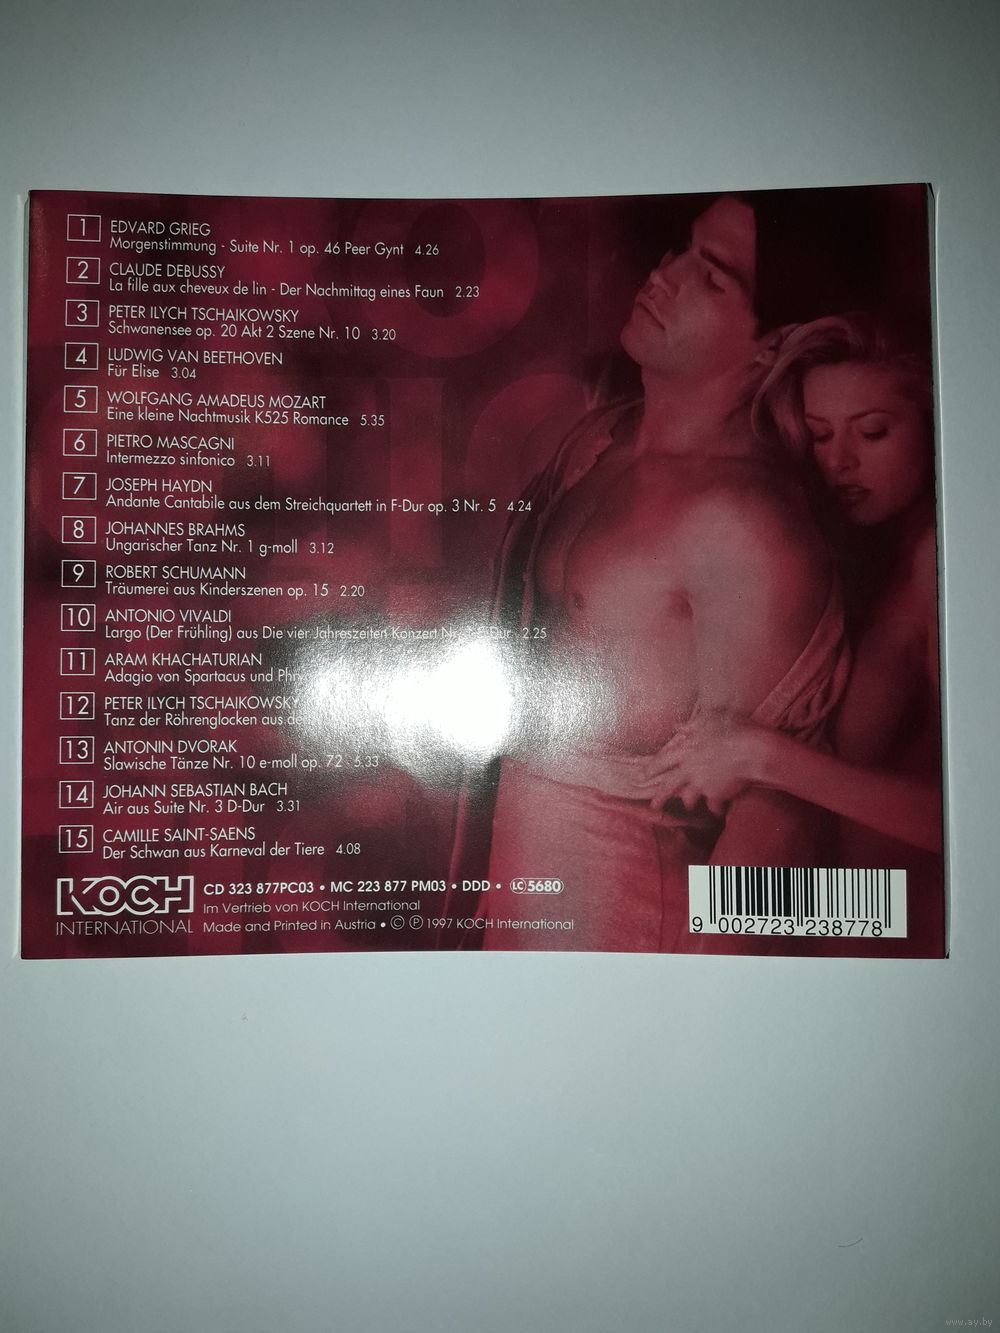 1 EDVARD GRIEG
Morgenstimmung - Suite Nr. 1 op. 46 Peer Gynt 4.26
2 CLAUDE DEBUSSY
La fille aux cheveux de lin - Der Nachmittag eines Faun 2.23
3 PETER ILYCH TSCHAIKOWSKY
Schwanensee op. 20 Akt 2 Szene Nr. 10 3.20
4 LUDWIG VAN BEETHOVEN
Für Elise 3.04
5 WOLFGANG AMADEUS MOZART
Eine kleine Nachtmusik K525 Romance 5.35
6 PIETRO MASCAGNI
Intermezzo sinfonico 3.11
7 JOSEPH HAYDN
Andante Cantabile aus dem Streichquartett in F-Dur op. 3 Nr. 5 4.24
8 JOHANNES BRAHMS
Ungarischer Tanz Nr. 1 g-moll 3.12
9 ROBERT SCHUMANN
Träumerei aus Kinderszenen op. 15 2.20
10 ANTONIO VIVALDI
Largo (Der Frühling) aus Die vier Jahreszeiten Konzert Nr. Dur 2.25
11 ARAM KHACHATURIAN
Adagio von Spartacus und
12 PETER ILYCH TSCHAIKOWSKY
Tanz der Röhrenglocken aus
13 ANTONIN DVORAK
Slawische Tänze Nr. 10 e-moll op. 72 5.33
14 JOHANN SEBASTIAN BACH
Air aus Suite Nr. 3 D-Dur 3.31
15 CAMILLE SAINT-SAENS
Der Schwan aus Karneval der Tiere 4.08
KOCH INTERNATIONAL
CD 323 877PC03 • MC 223 877 PM03 • DDD • LC 5680
Im Vertrieb von KOCH International
Made and Printed in Austria • © ℗ 1997 KOCH International
9 002723 238778
www.ay.by